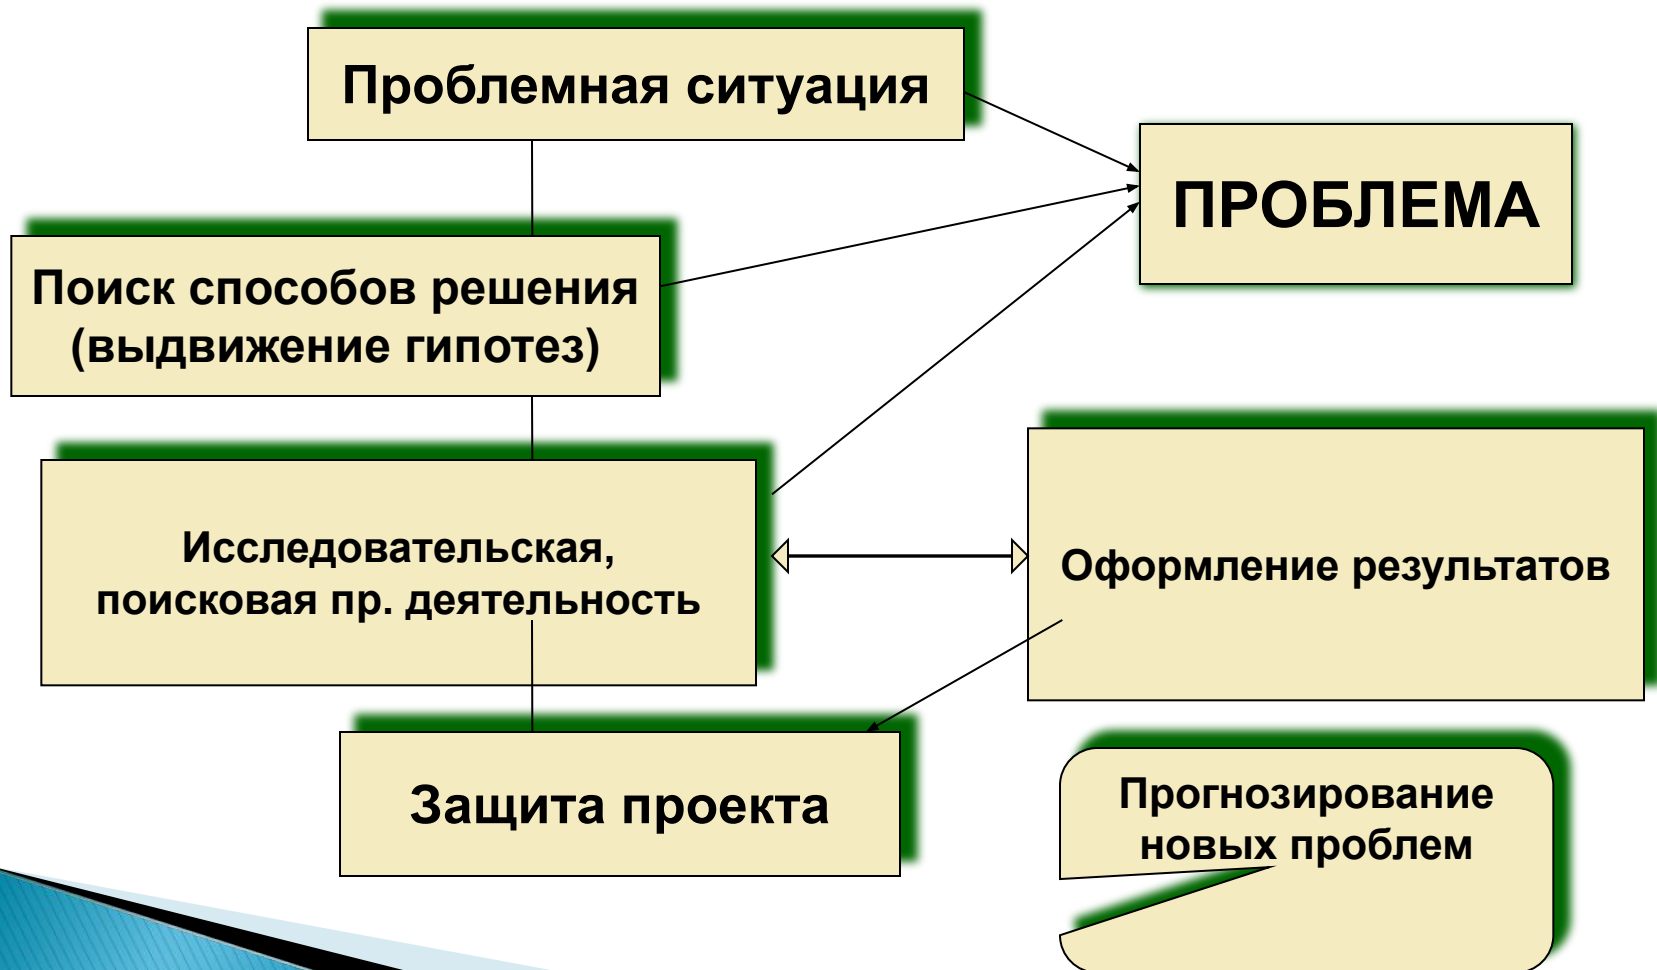 Проблемная ситуация
ПРОБЛЕМА
Поиск способов решения
(выдвижение гипотез)
Исследовательская,
поисковая пр. деятельность
Оформление результатов
Защита проекта
Прогнозирование
новых проблем